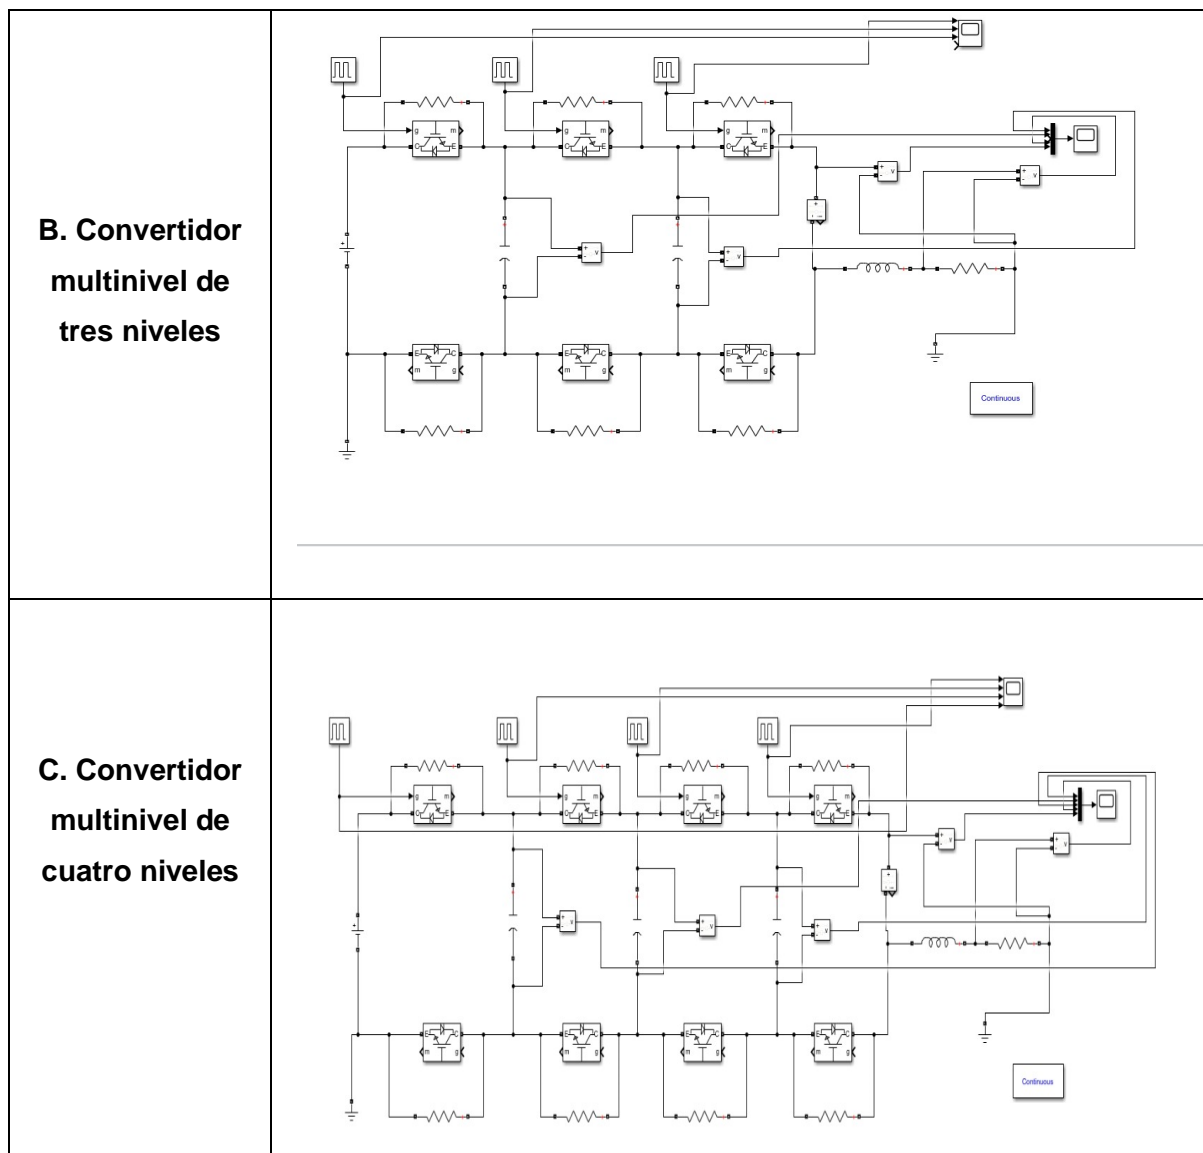 B. Convertidor
multinivel de
tres niveles
g m g m g m
C E C E C E
+ - v
+ - v
+ - v
+ - v
E C E C E C
m g m g m g
Continuous
C. Convertidor
multinivel de
cuatro niveles
g m g m g m g m
C E C E C E C E
+ - v
+ - v
+ - v
+ - v
+ - v
E C E C E C E C
m g m g m g m g
Continuous